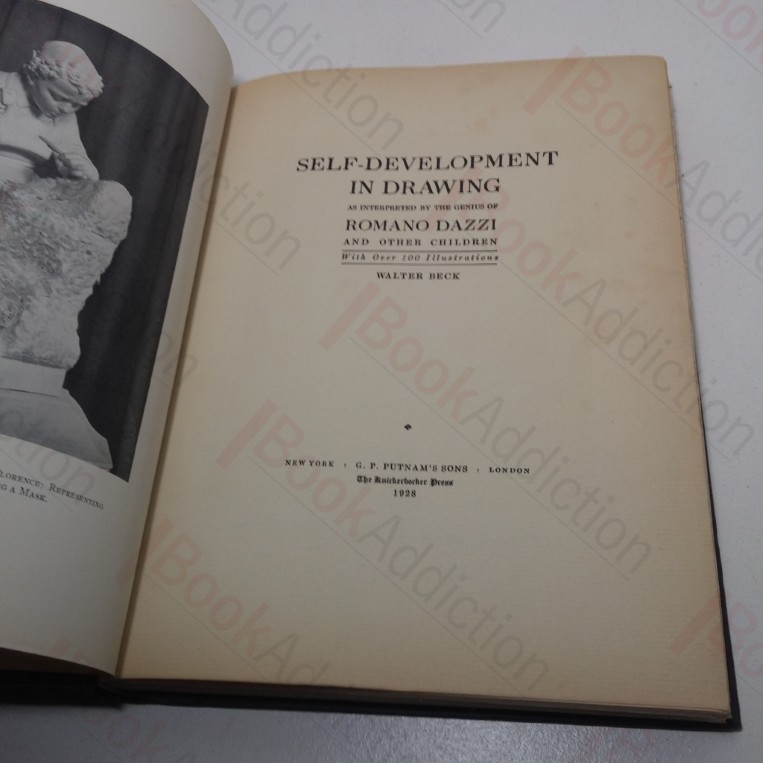 LORENCE: REPRESENTING
G A MASK.
SELF-DEVELOPMENT
IN DRAWING
AS INTERPRETED BY THE GENIUS OF
ROMANO DAZZI
AND OTHER CHILDREN
With Over 100 Illustrations
WALTER BECK
NEW YORK : G. P. PUTNAM'S SONS : LONDON
The Knickerbocker Press
1928
BookAddiction